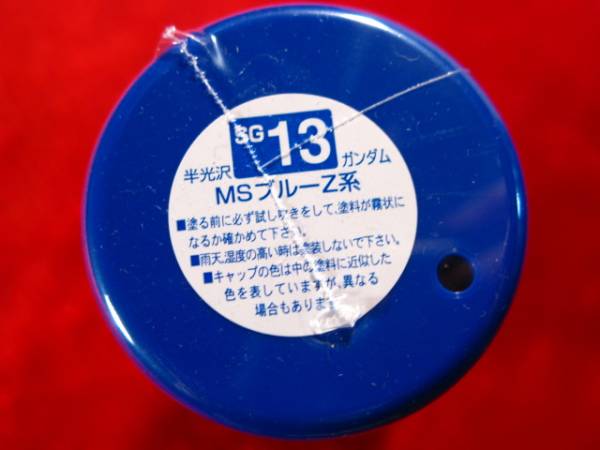 SG 13
半光沢 ガンダム
MSブルーZ系
■塗る前に必ず試し吹きをして、塗料が霧状に
なるか確かめて下さい。
■雨天、湿度の高い時は塗装しないで下さい。
■キャップの色は中の塗料に近似した
色を表していますが、異なる
場合もあります。